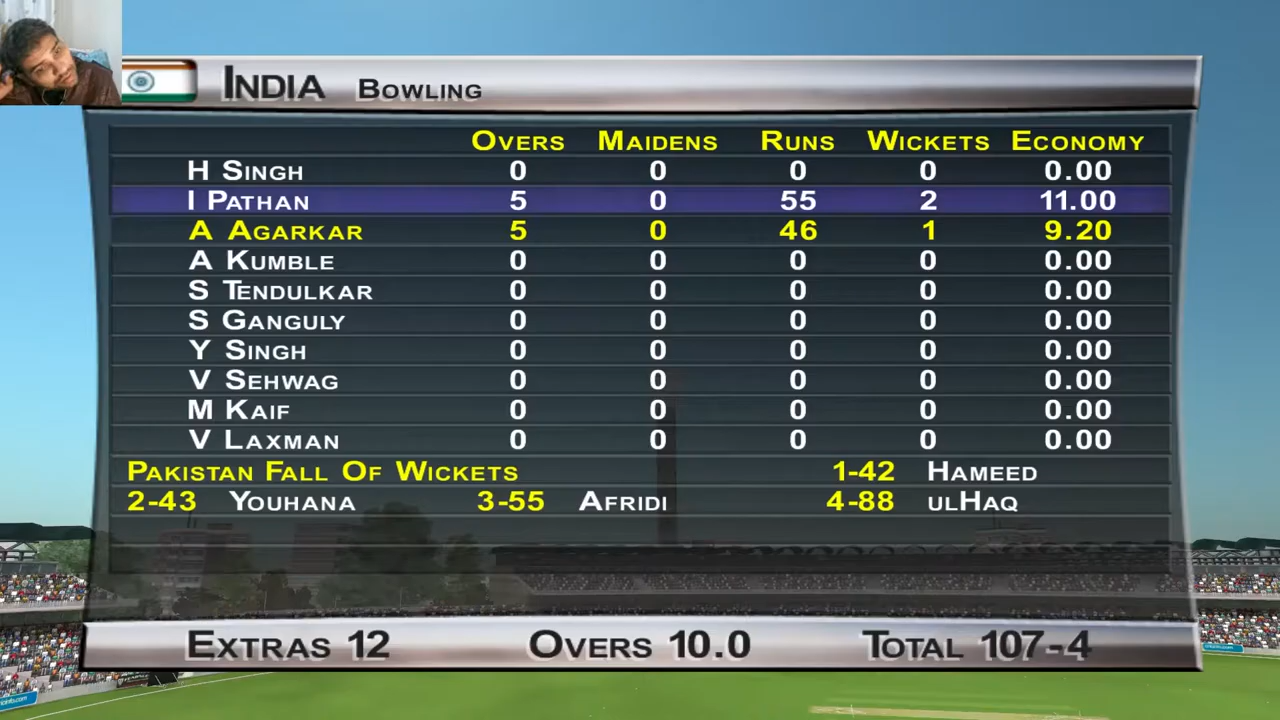 INDIA BOWLING
OVERS MAIDENS RUNS WICKETS ECONOMY
H SINGH 0 0 0 0 0.00
I PATHAN 5 0 55 2 11.00
A AGARKAR 5 0 46 1 9.20
A KUMBLE 0 0 0 0 0.00
S TENDULKAR 0 0 0 0 0.00
S GANGULY 0 0 0 0 0.00
Y SINGH 0 0 0 0 0.00
V SEHWAG 0 0 0 0 0.00
M KAIF 0 0 0 0 0.00
V LAXMAN 0 0 0 0 0.00
PAKISTAN FALL OF WICKETS 1-42 HAMEED
2-43 YOUHANA 3-55 AFRIDI 4-88 ULHAQ
EXTRAS 12 OVERS 10.0 TOTAL 107-4